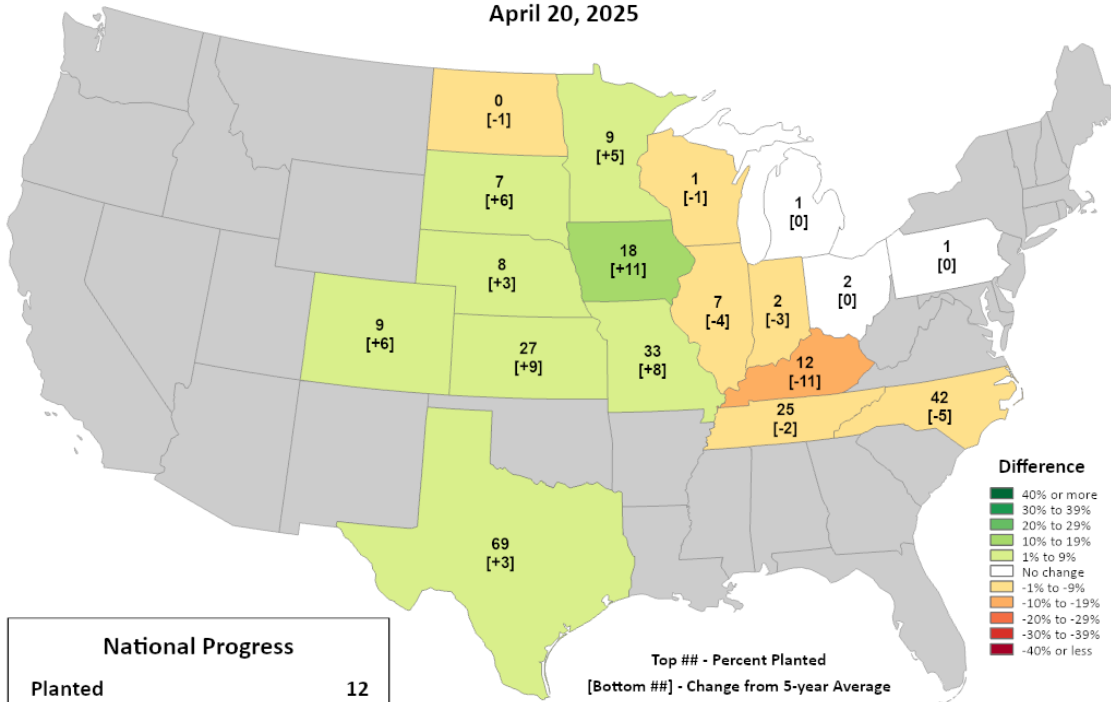 April 20, 2025
0
[-1]
9
[+5]
1
[-1]
1
[0]
7
[+6]
18
[+11]
1
[0]
8
[+3]
2
[0]
7
[-4]
2
[-3]
9
[+6]
27
[+9]
33
[+8]
12
[-11]
25
[-2]
42
[-5]
69
[+3]
Difference
40% or more
30% to 39%
20% to 29%
10% to 19%
1% to 9%
No change
-1% to -9%
-10% to -19%
-20% to -29%
-30% to -39%
-40% or less
National Progress
Planted 12
Top ## - Percent Planted
[Bottom ##] - Change from 5-year Average